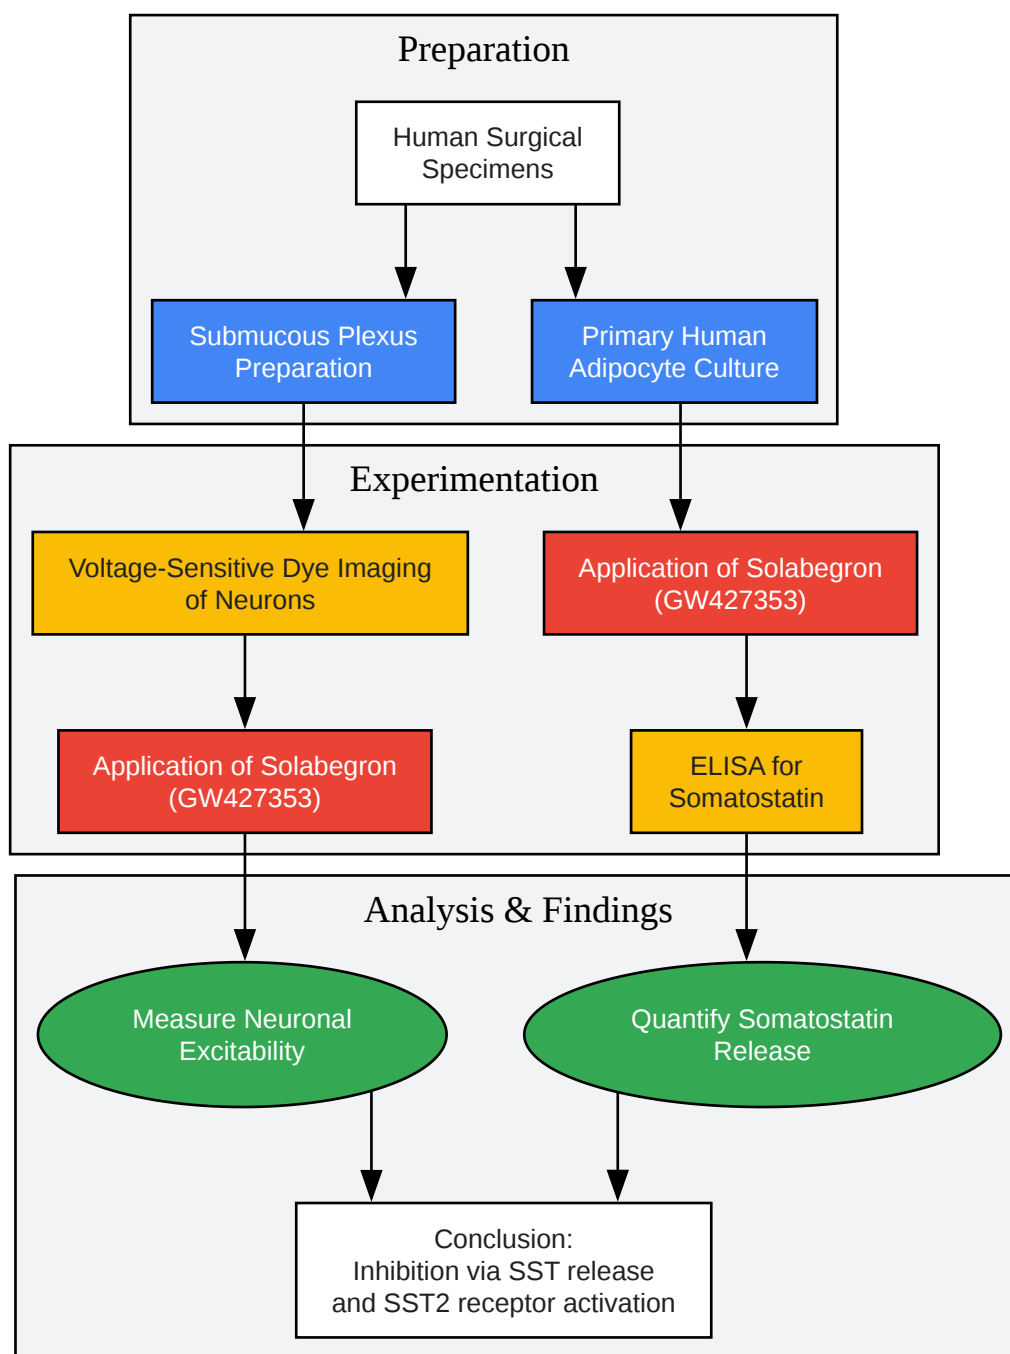 Preparation
Human Surgical
Specimens
Submucous Plexus
Preparation
Primary Human
Adipocyte Culture
Experimentation
Voltage-Sensitive Dye Imaging
of Neurons
Application of Solabegron
(GW427353)
Application of Solabegron
(GW427353)
ELISA for
Somatostatin
Analysis & Findings
Measure Neuronal
Excitability
Quantify Somatostatin
Release
Conclusion:
Inhibition via SST release
and SST2 receptor activation